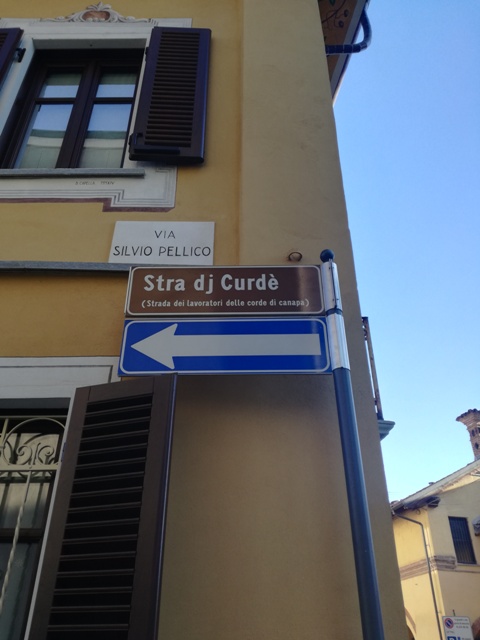 VIA
SILVIO PELLICO
Stra dj Curdè
(Strada dei lavoratori delle corde di canapa)